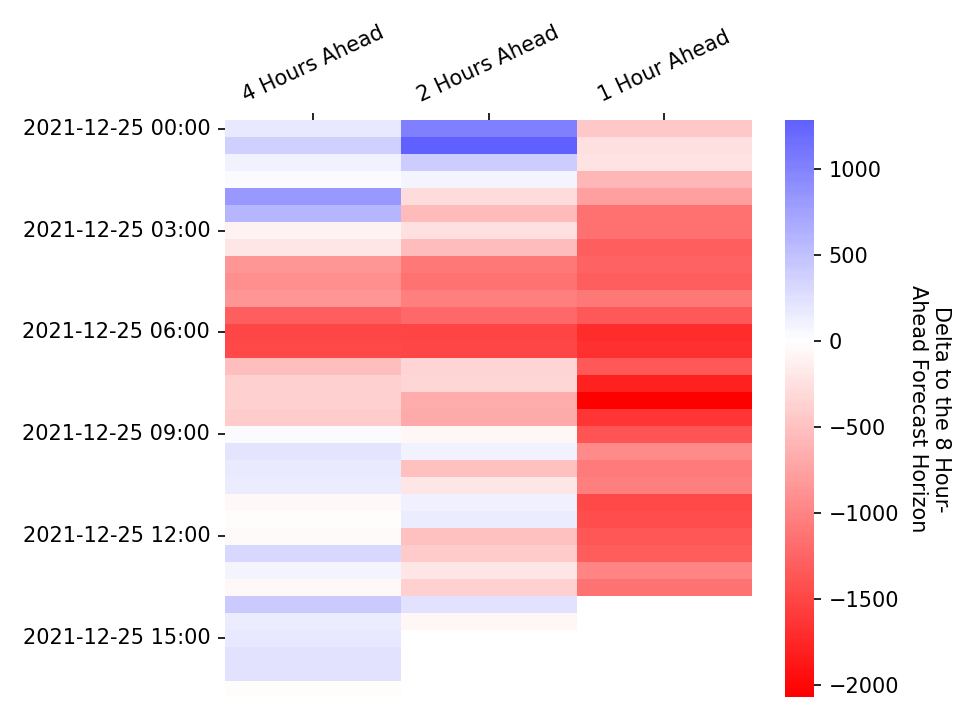 4 Hours Ahead
2 Hours Ahead
1 Hour Ahead
2021-12-25 00:00
2021-12-25 03:00
2021-12-25 06:00
2021-12-25 09:00
2021-12-25 12:00
2021-12-25 15:00
1000
500
0
−500
−1000
−1500
−2000
Delta to the 8 Hour-
Ahead Forecast Horizon